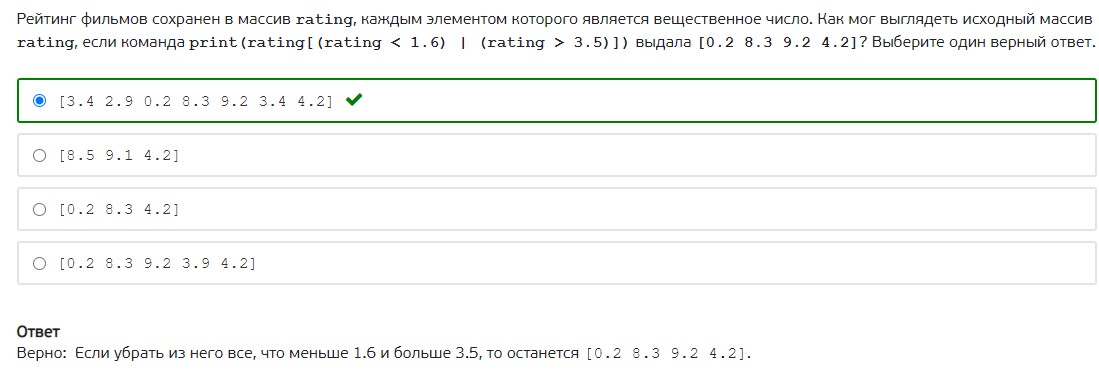 Рейтинг фильмов сохранен в массив rating, каждым элементом которого является вещественное число. Как мог выглядеть исходный массив
rating, если команда print(rating[(rating < 1.6) | (rating > 3.5)]) выдала [0.2 8.3 9.2 4.2]? Выберите один верный ответ.
[3.4 2.9 0.2 8.3 9.2 3.4 4.2]
[8.5 9.1 4.2]
[0.2 8.3 4.2]
[0.2 8.3 9.2 3.9 4.2]
Ответ
Верно: Если убрать из него все, что меньше 1.6 и больше 3.5, то останется [0.2 8.3 9.2 4.2].